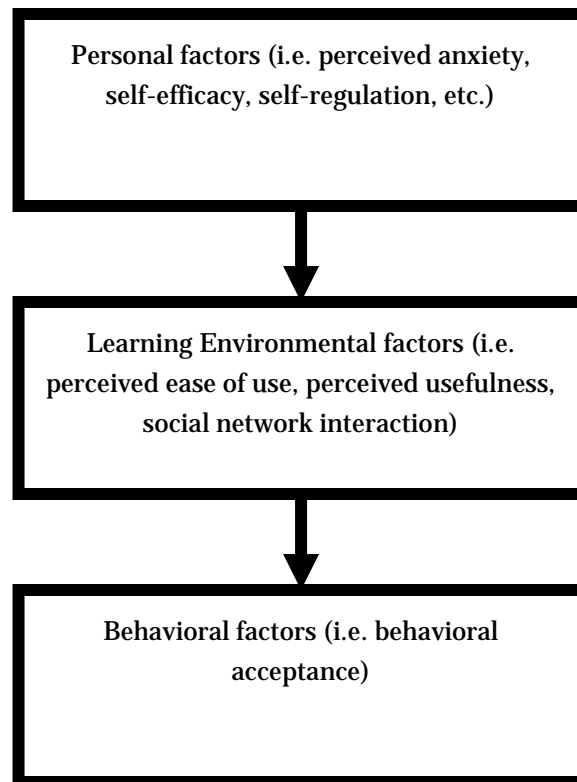 Personal factors (i.e. perceived anxiety,
self-efficacy, self-regulation, etc.)
Learning Environmental factors (i.e.
perceived ease of use, perceived usefulness,
social network interaction)
Behavioral factors (i.e. behavioral
acceptance)